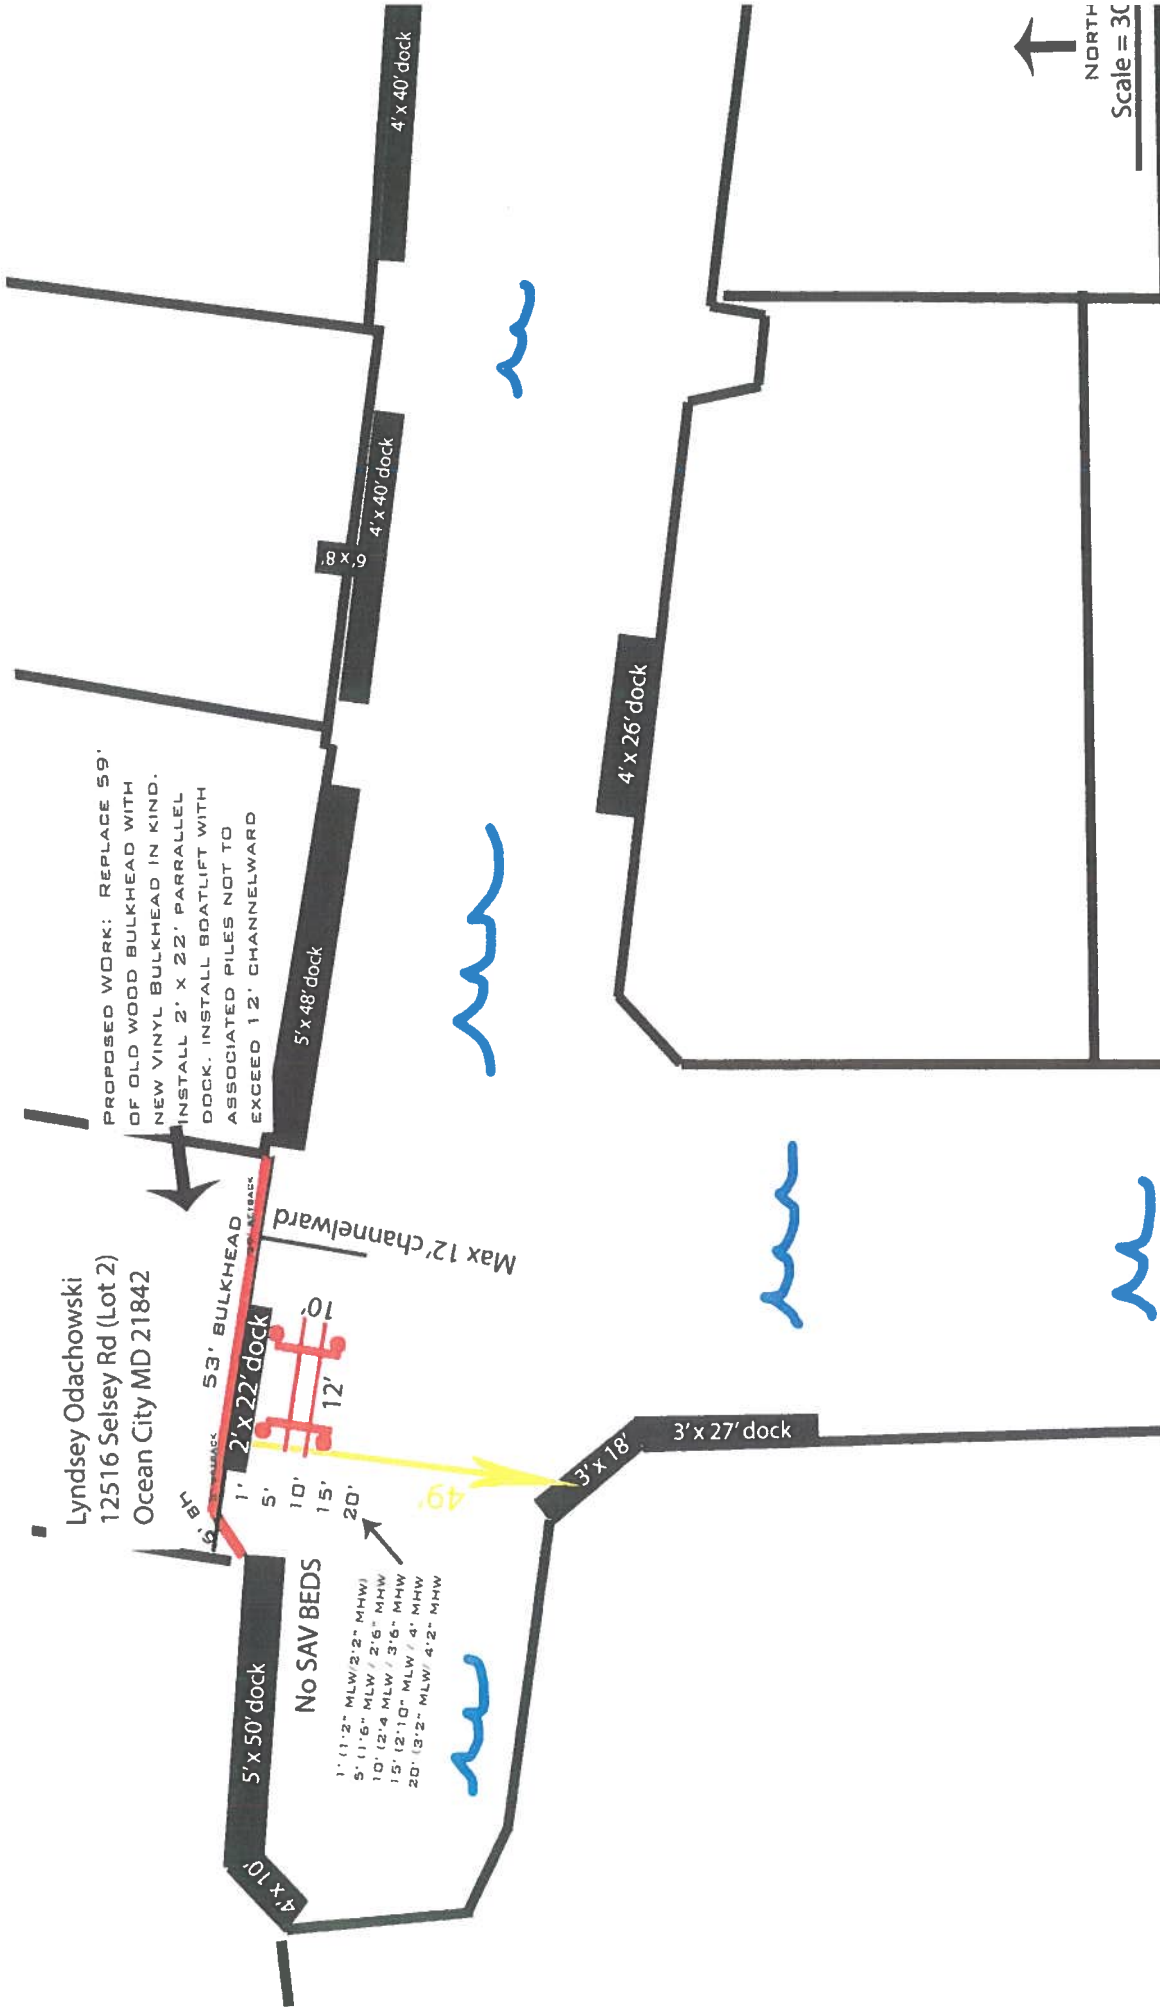 Lyndsey Odachowski
12516 Selsey Rd (Lot 2)
Ocean City MD 21842
PROPOSED WORK: REPLACE 59'
OF OLD WOOD BULKHEAD WITH
NEW VINYL BULKHEAD IN KIND.
INSTALL 2' X 22' PARRALLEL
DOCK. INSTALL BOATLIFT WITH
ASSOCIATED PILES NOT TO
EXCEED 12' CHANNELWARD
53' BULKHEAD
6' BH
2' x 22' dock
10'
12'
Max 12' channelward
1'
5'
10'
15'
20'
49'
No SAV BEDS
1' (1'2" MLW/2'2" MHW)
5' (1'6" MLW / 2'6" MHW
10' (2'4 MLW / 3'6" MHW
15' (2'10" MLW / 4' MHW
20' (3'2" MLW/ 4'2" MHW
4' x 10'
5' x 50' dock
5' x 48' dock
6' x 8'
4' x 40' dock
4' x 40' dock
3' x 18'
3' x 27' dock
4' x 26' dock
NORTH
Scale = 30